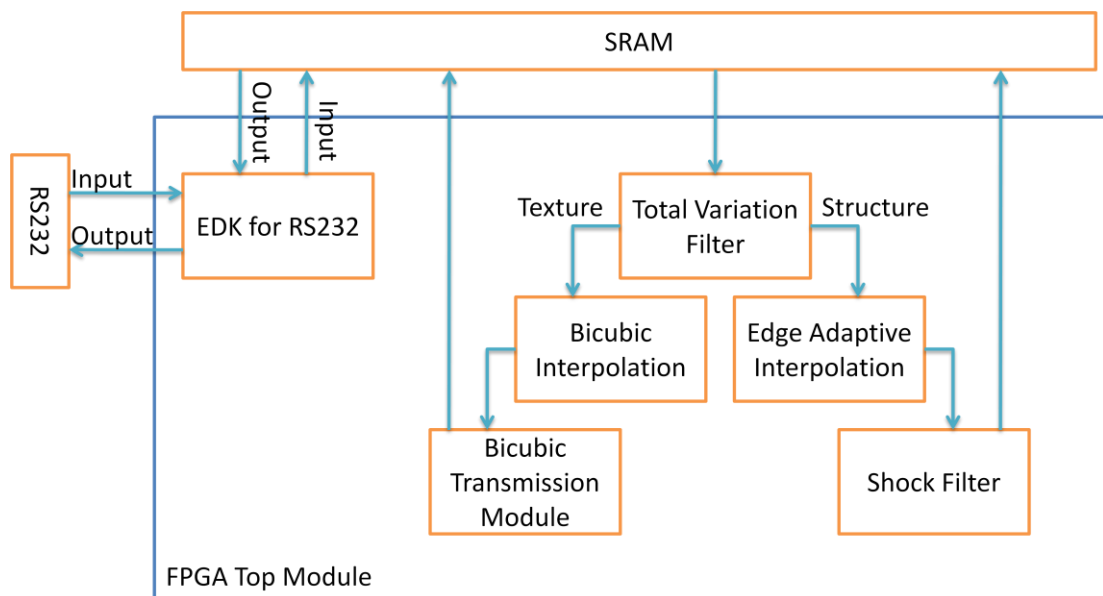 SRAM
Output
Input
RS232
Input
Output
EDK for RS232
Texture
Total Variation
Filter
Structure
Bicubic
Interpolation
Edge Adaptive
Interpolation
Bicubic
Transmission
Module
Shock Filter
FPGA Top Module